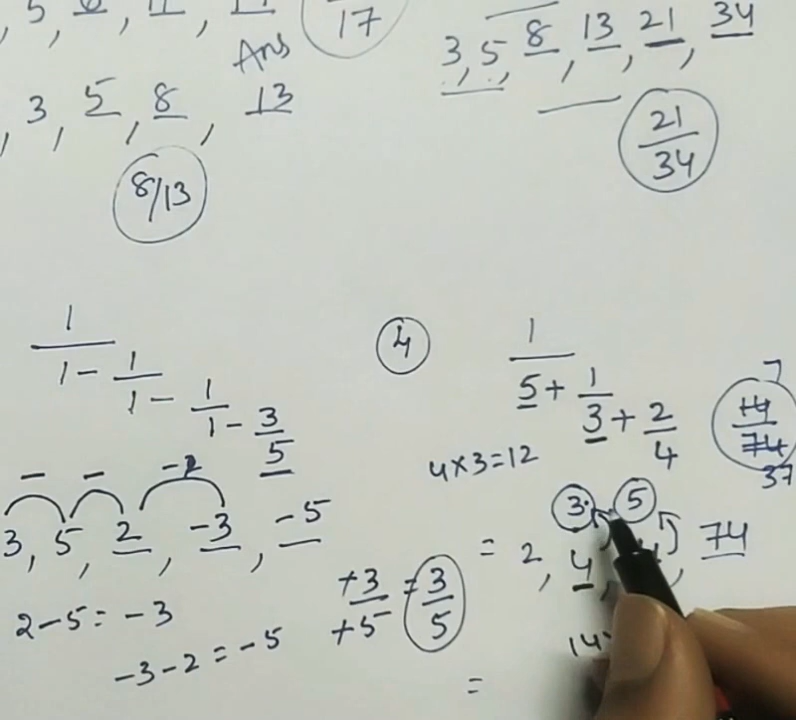 17
Ans
3, 5, 8, 13, 21, 34
, 3, 5, 8, 13
21
34
8/13
1
1 - 1
1 - 1
1 - 3
5
4
1
5 + 1
3 + 2
4
7
14
74
37
4×3=12
3 5
- - -2
3, 5, 2, -3, -5
= 2, 4, 74
2-5= -3
-3-2 = -5
+3 = 3
+5 5
14
=